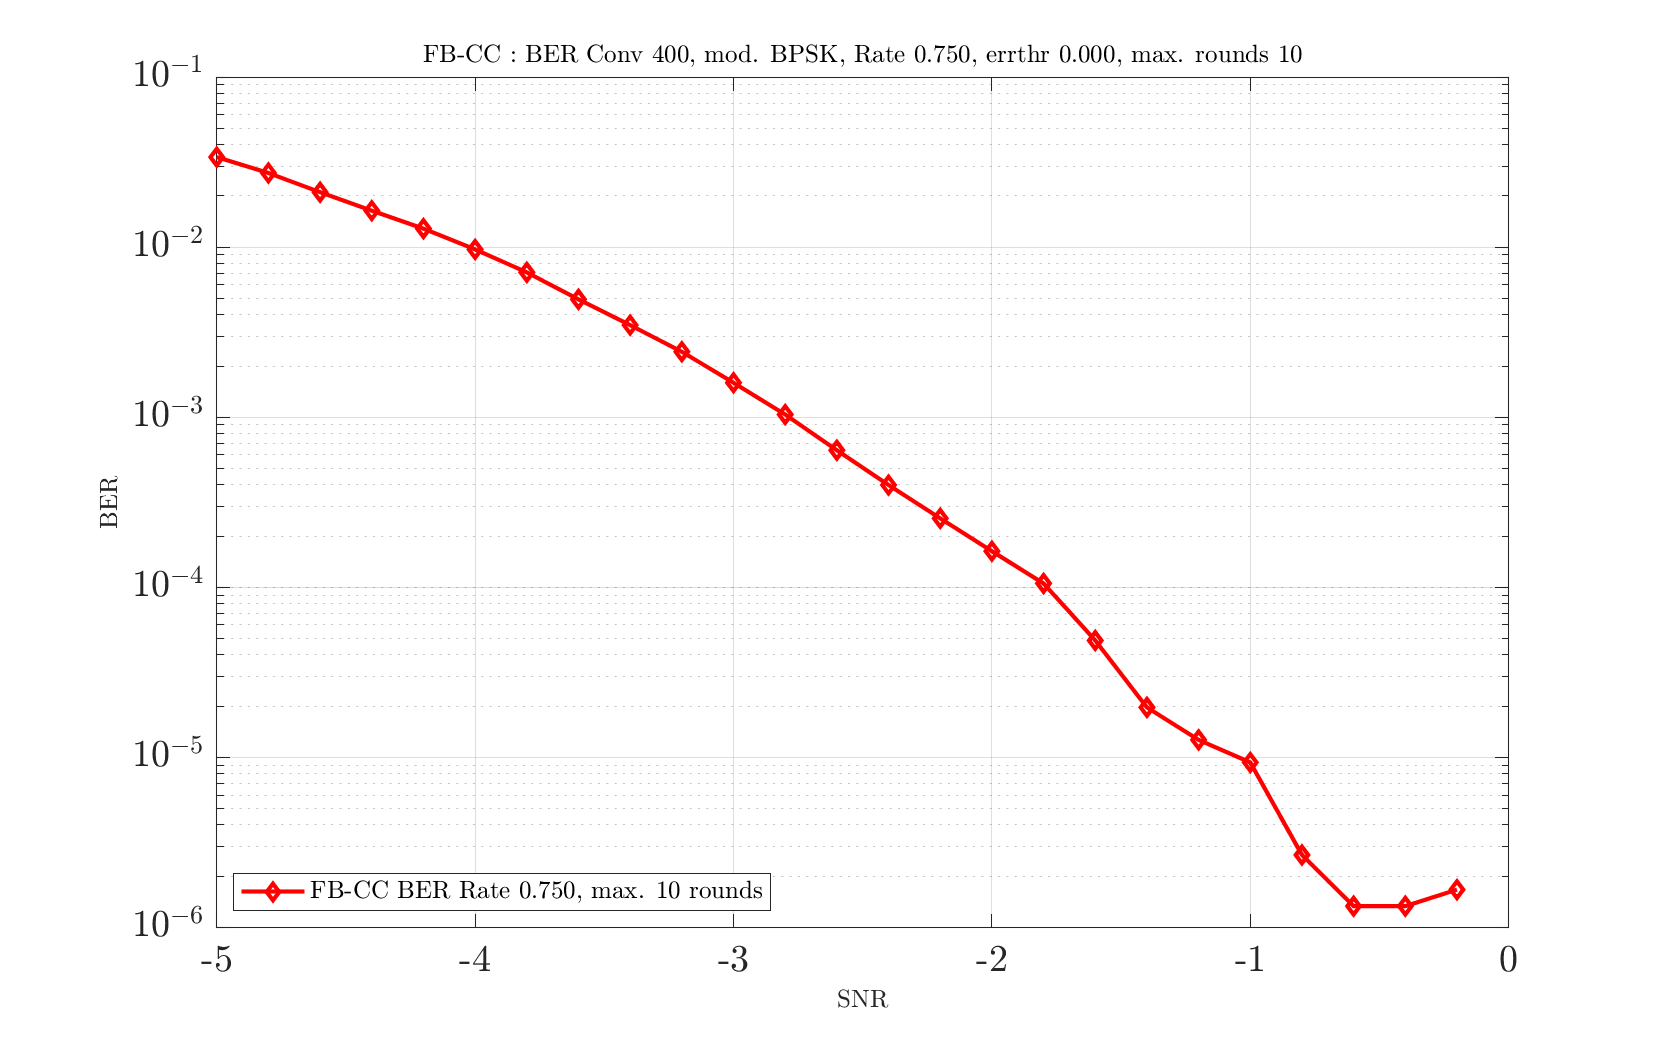 FB-CC : BER Conv 400, mod. BPSK, Rate 0.750, errthr 0.000, max. rounds 10
10^{-1}
10^{-2}
10^{-3}
10^{-4}
10^{-5}
10^{-6}
BER
FB-CC BER Rate 0.750, max. 10 rounds
-5 -4 -3 -2 -1 0
SNR